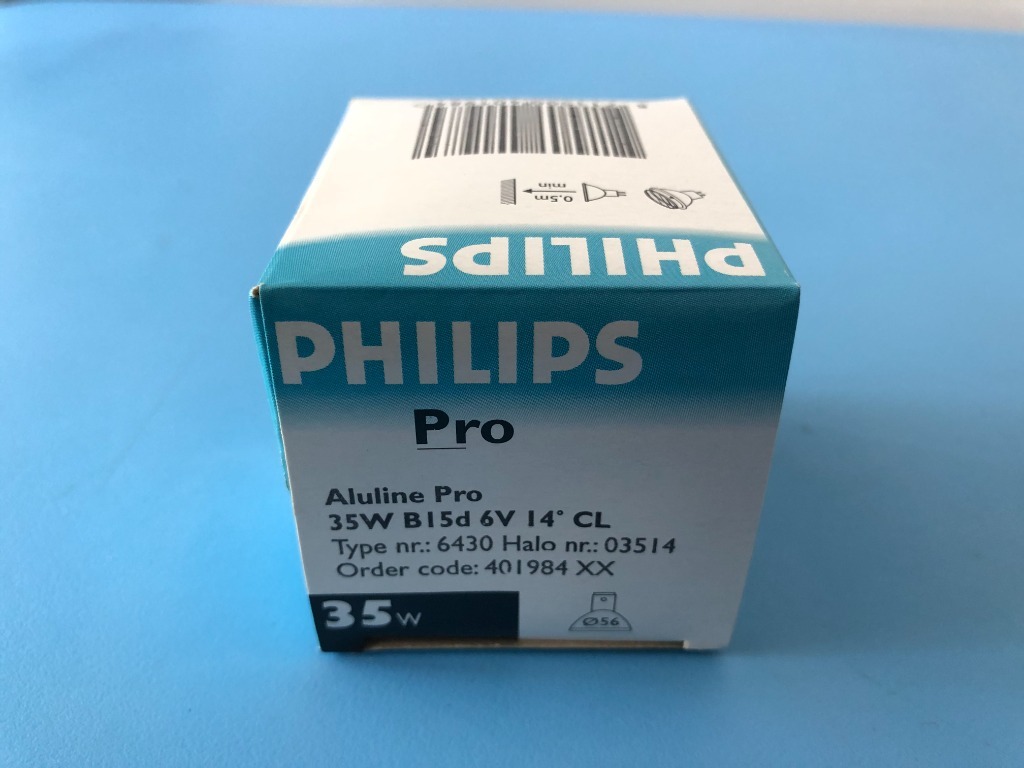 0,5m
min
PHILIPS
PHILIPS
Pro
Aluline Pro
35W B15d 6V 14° CL
Type nr.: 6430 Halo nr.: 03514
Order code: 401984 XX
35W
Ø56